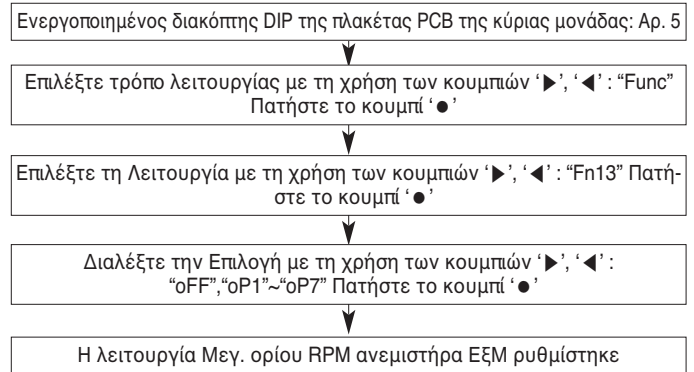 Ενεργοποιημένος διακόπτης DIP της πλακέτας PCB της κύριας μονάδας: Αρ. 5
Επιλέξτε τρόπο λειτουργίας με τη χρήση των κουμπιών ‘▶’, ‘◀’ : “Func”
Πατήστε το κουμπί ‘●’
Επιλέξτε τη Λειτουργία με τη χρήση των κουμπιών ‘▶’, ‘◀’ : “Fn13” Πατή-
στε το κουμπί ‘●’
Διαλέξτε την Επιλογή με τη χρήση των κουμπιών ‘▶’, ‘◀’ :
“oFF”,“oP1”~“oP7” Πατήστε το κουμπί ‘●’
Η λειτουργία Μεγ. ορίου RPM ανεμιστήρα ΕξΜ ρυθμίστηκε